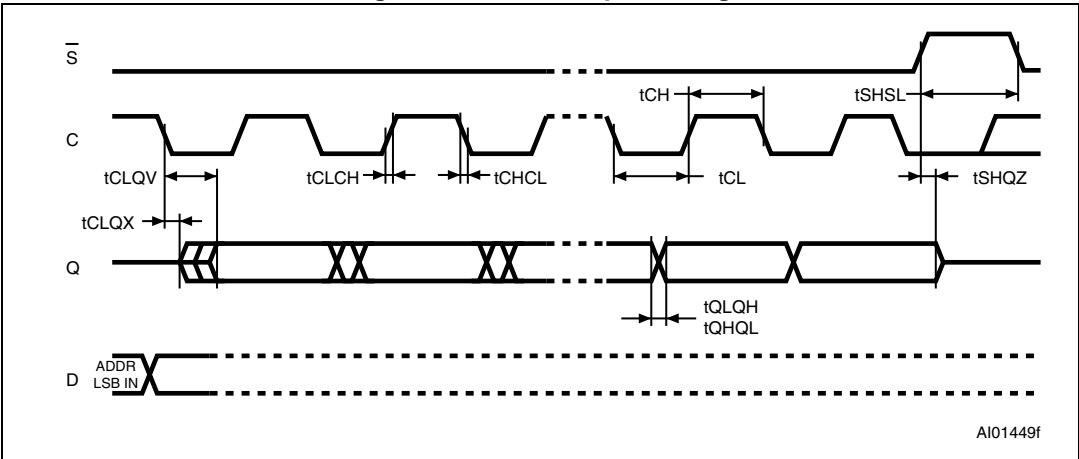 S
tCH
tSHSL
C
tCLQV
tCLCH
tCHCL
tCL
tSHQZ
tCLQX
Q
tQLQH
tQHQL
ADDR
D
LSB IN
AI01449f